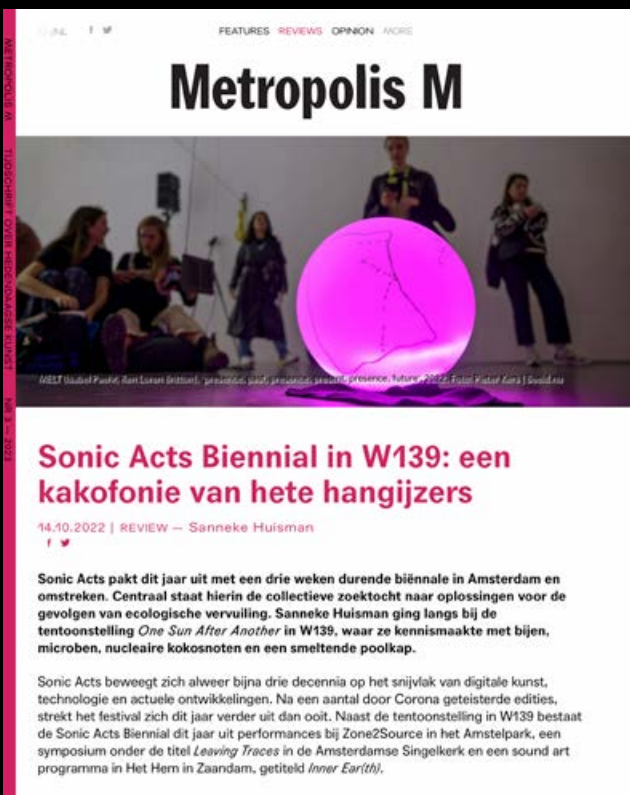 NL
FEATURES REVIEWS OPINION MORE
Metropolis M
METROPOLIS M TIJDSCHRIFT OVER HEDENDAAGSE KUNST NR 3 — 2023
Sonic Acts Biennial in W139: een
kakofonie van hete hangijzers
14.10.2022 | REVIEW — Sanneke Huisman
Sonic Acts pakt dit jaar uit met een drie weken durende biënnale in Amsterdam en
omstreken. Centraal staat hierin de collectieve zoektocht naar oplossingen voor de
gevolgen van ecologische vervuiling. Sanneke Huisman ging langs bij de
tentoonstelling One Sun After Another in W139, waar ze kennismaakte met bijen,
microben, nucleaire kokosnoten en een smeltende poolkap.
Sonic Acts beweegt zich alweer bijna drie decennia op het snijvlak van digitale kunst,
technologie en actuele ontwikkelingen. Na een aantal door Corona geteisterde edities,
strekt het festival zich dit jaar verder uit dan ooit. Naast de tentoonstelling in W139 bestaat
de Sonic Acts Biennial dit jaar uit performances bij Zone2Source in het Amstelpark, een
symposium onder de titel Leaving Traces in de Amsterdamse Singelkerk en een sound art
programma in Het Hem in Zaandam, getiteld Inner Ear(th).